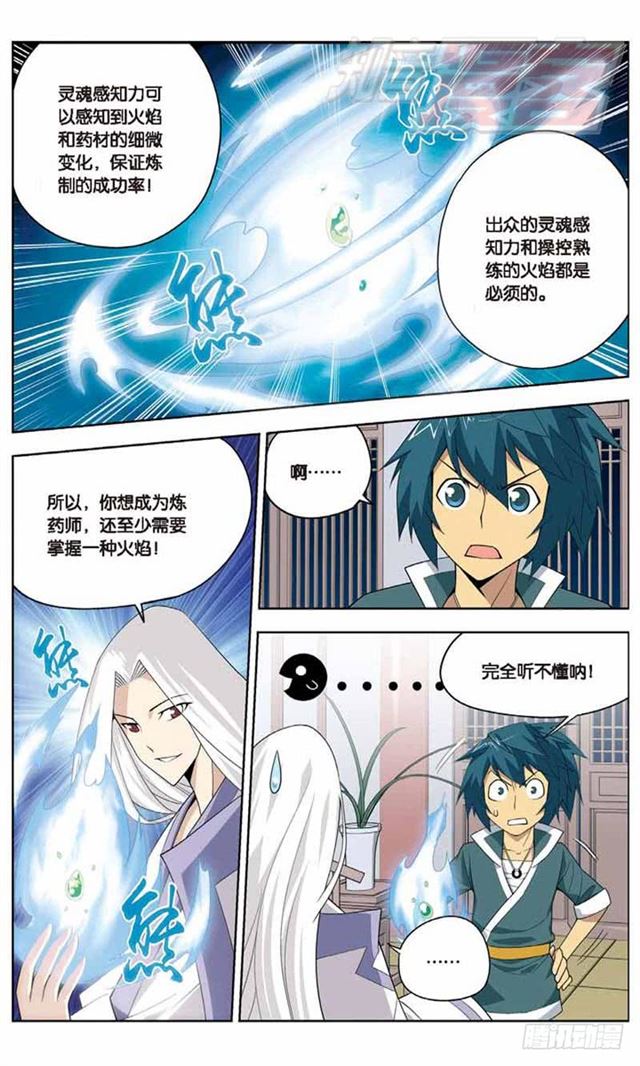 灵魂感知力可
以感知到火焰
和药材的细微
变化，保证炼
制的成功率！
熊
出众的灵魂感
知力和操控熟
练的火焰都是
必须的。
熊
所以，你想成为炼
药师，还至少需要
掌握一种火焰！
啊……
熊
熊
完全听不懂呐！
……
腾讯动漫